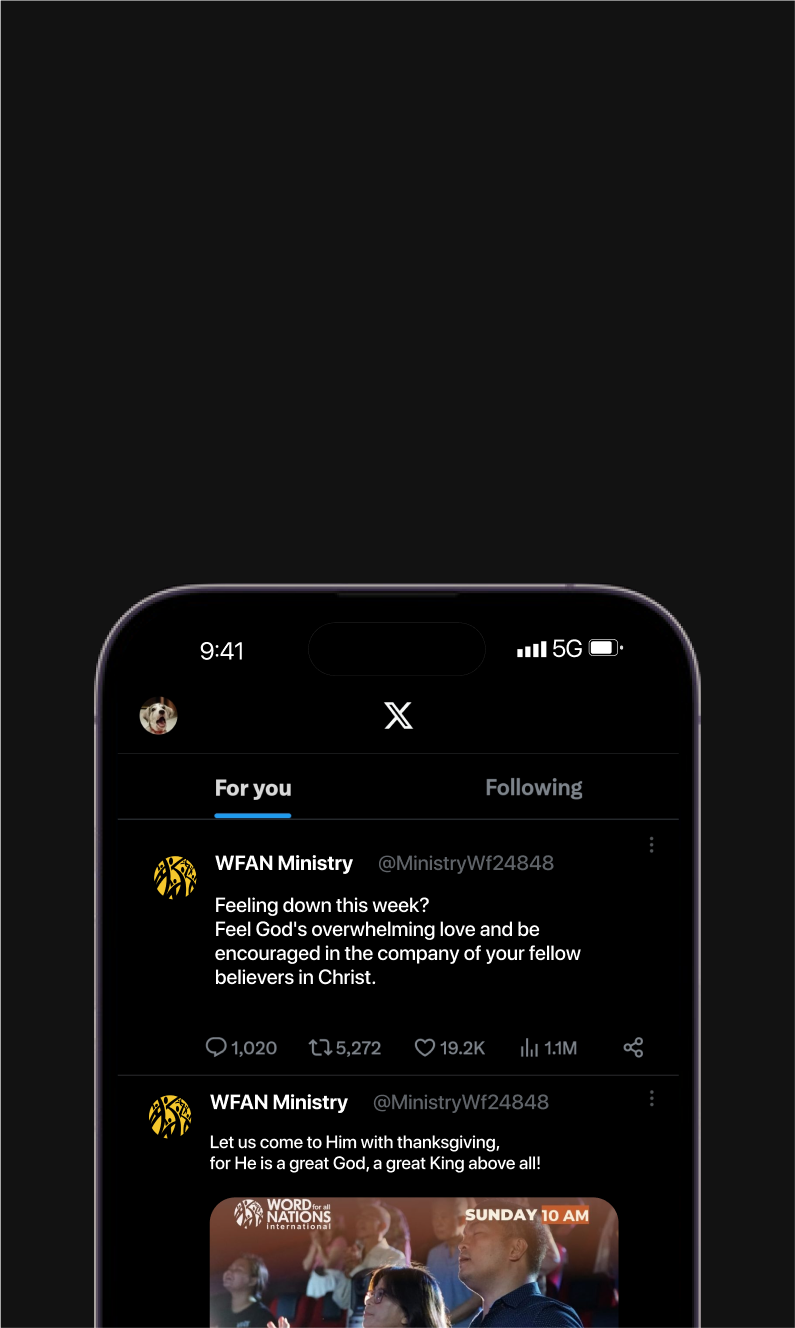 9:41
5G
For you
Following
WFAN Ministry @MinistryWf24848
Feeling down this week?
Feel God's overwhelming love and be
encouraged in the company of your fellow
believers in Christ.
1,020 5,272 19.2K 1.1M
WFAN Ministry @MinistryWf24848
Let us come to Him with thanksgiving,
for He is a great God, a great King above all!
WORD for all
NATIONS
international
SUNDAY 10 AM